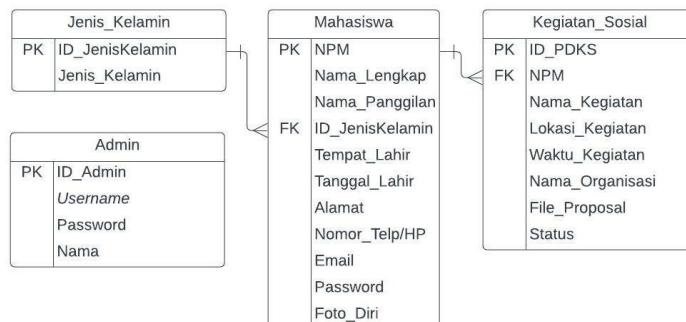 Jenis_Kelamin
PK ID_JenisKelamin
Jenis_Kelamin
Admin
PK ID_Admin
Username
Password
Nama
Mahasiswa
PK NPM
Nama_Lengkap
Nama_Panggilan
FK ID_JenisKelamin
Tempat_Lahir
Tanggal_Lahir
Alamat
Nomor_Telp/HP
Email
Password
Foto_Diri
Kegiatan_Sosial
PK ID_PDKS
FK NPM
Nama_Kegiatan
Lokasi_Kegiatan
Waktu_Kegiatan
Nama_Organisasi
File_Proposal
Status